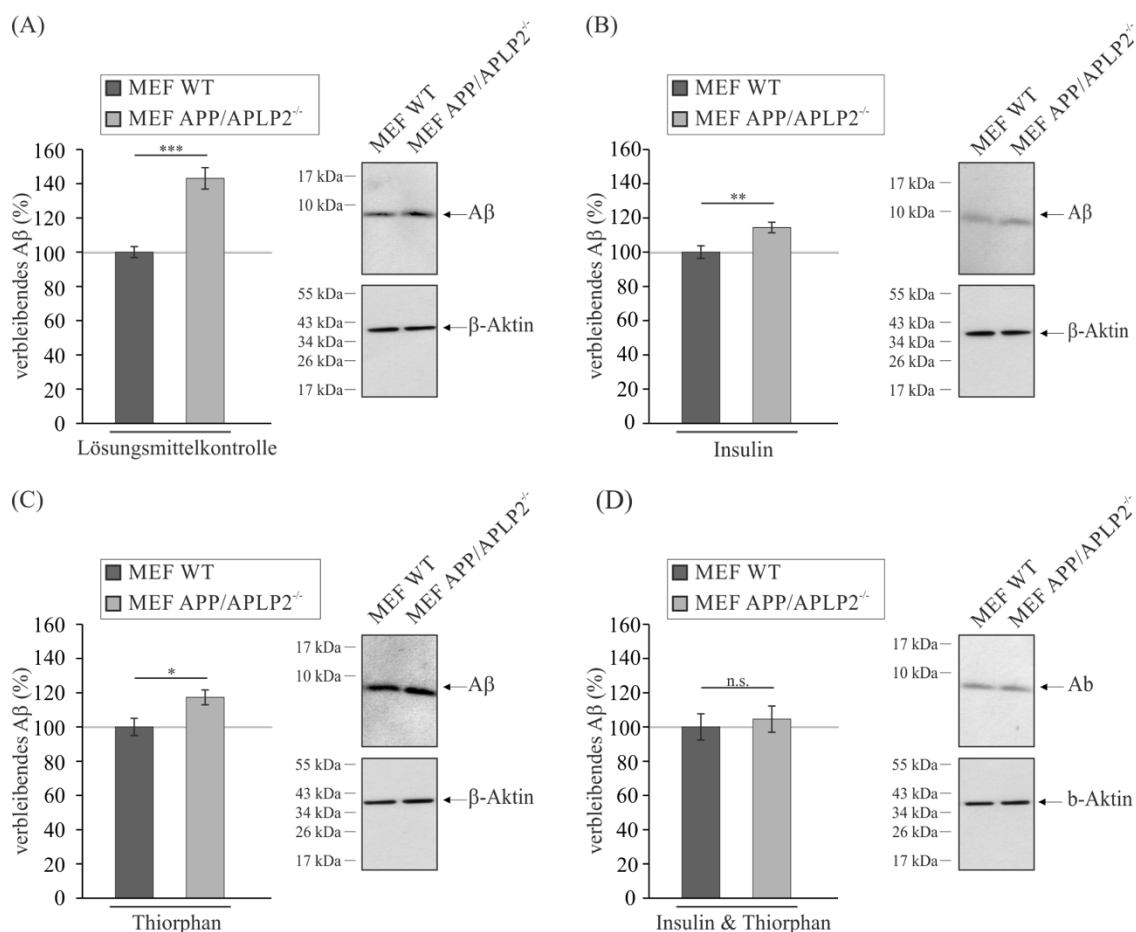 (A)
MEF WT
MEF APP/APLP2-/-
MEF WT
MEF APP/APLP2-/-
verbleibendes Aβ (%)
160
140
120
100
80
60
40
20
0
***
Lösungsmittelkontrolle
17 kDa
10 kDa
Aβ
55 kDa
43 kDa
34 kDa
26 kDa
17 kDa
β-Aktin
(B)
MEF WT
MEF APP/APLP2-/-
MEF WT
MEF APP/APLP2-/-
verbleibendes Aβ (%)
160
140
120
100
80
60
40
20
0
**
Insulin
17 kDa
10 kDa
Aβ
55 kDa
43 kDa
34 kDa
26 kDa
17 kDa
β-Aktin
(C)
MEF WT
MEF APP/APLP2-/-
MEF WT
MEF APP/APLP2-/-
verbleibendes Aβ (%)
160
140
120
100
80
60
40
20
0
*
Thiorphan
17 kDa
10 kDa
Aβ
55 kDa
43 kDa
34 kDa
26 kDa
17 kDa
β-Aktin
(D)
MEF WT
MEF APP/APLP2-/-
MEF WT
MEF APP/APLP2-/-
verbleibendes Aβ (%)
160
140
120
100
80
60
40
20
0
n.s.
Insulin & Thiorphan
17 kDa
10 kDa
Ab
55 kDa
43 kDa
34 kDa
26 kDa
17 kDa
b-Aktin